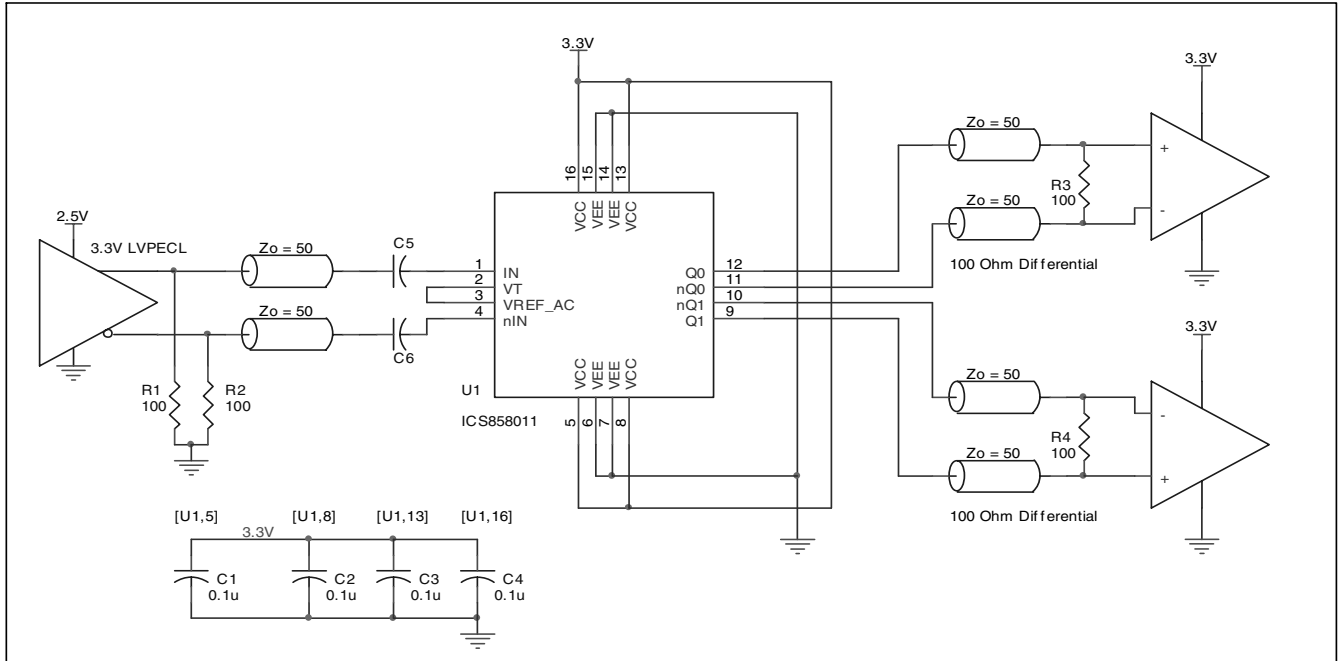 3.3V
3.3V
Zo = 50
R3
100
Zo = 50
100 Ohm Differential
16
15
14
13
VCC
VEE
VEE
VCC
2.5V
3.3V LVPECL
Zo = 50
C5
Zo = 50
C6
R1
100
R2
100
1
2
3
4
IN
VT
VREF_AC
nIN
Q0
nQ0
nQ1
Q1
12
11
10
9
VCC
VEE
VEE
VCC
U1
ICS858011
5
6
7
8
3.3V
Zo = 50
R4
100
Zo = 50
100 Ohm Differential
[U1,5]
[U1,8]
[U1,13]
[U1,16]
3.3V
C1
0.1u
C2
0.1u
C3
0.1u
C4
0.1u
+
-
-
+